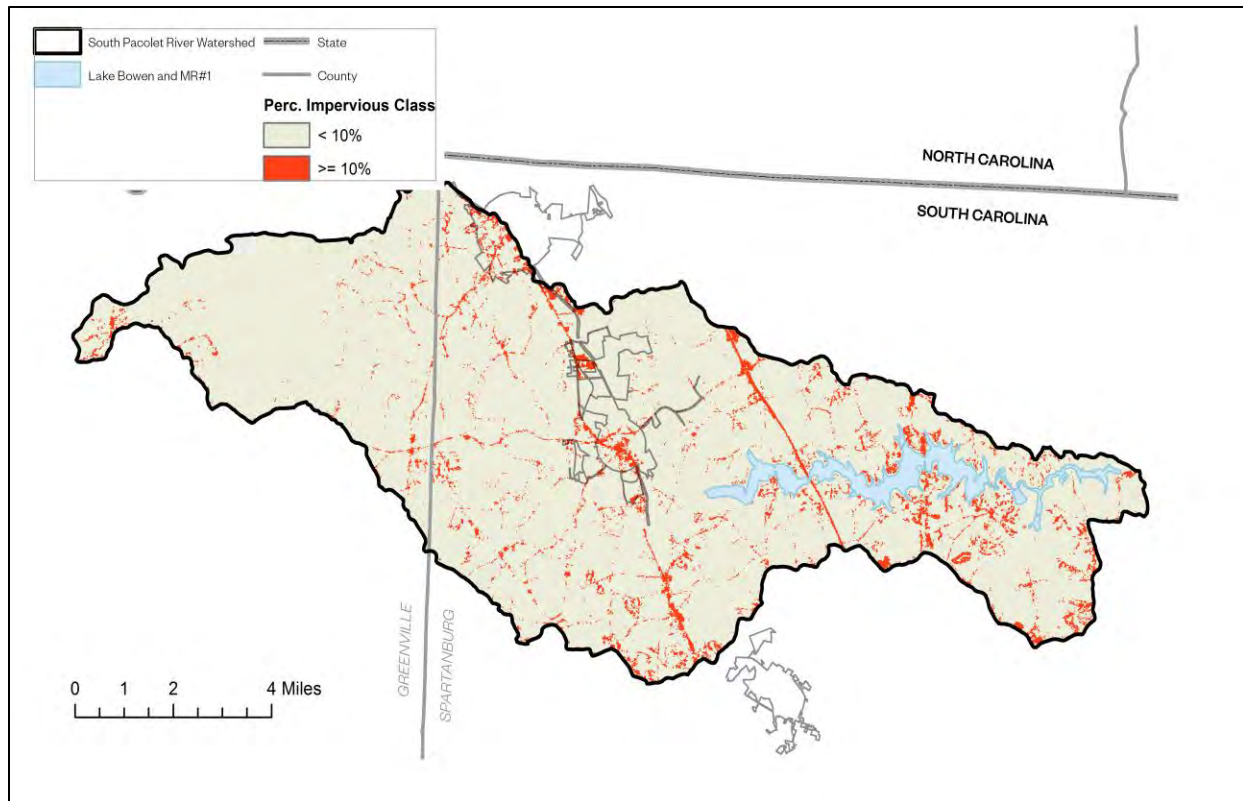 South Pacolet River Watershed
State
Lake Bowen and MR#1
County
Perc. Impervious Class
< 10%
>= 10%
NORTH CAROLINA
SOUTH CAROLINA
GREENVILLE
SPARTANBURG
0 1 2 4 Miles